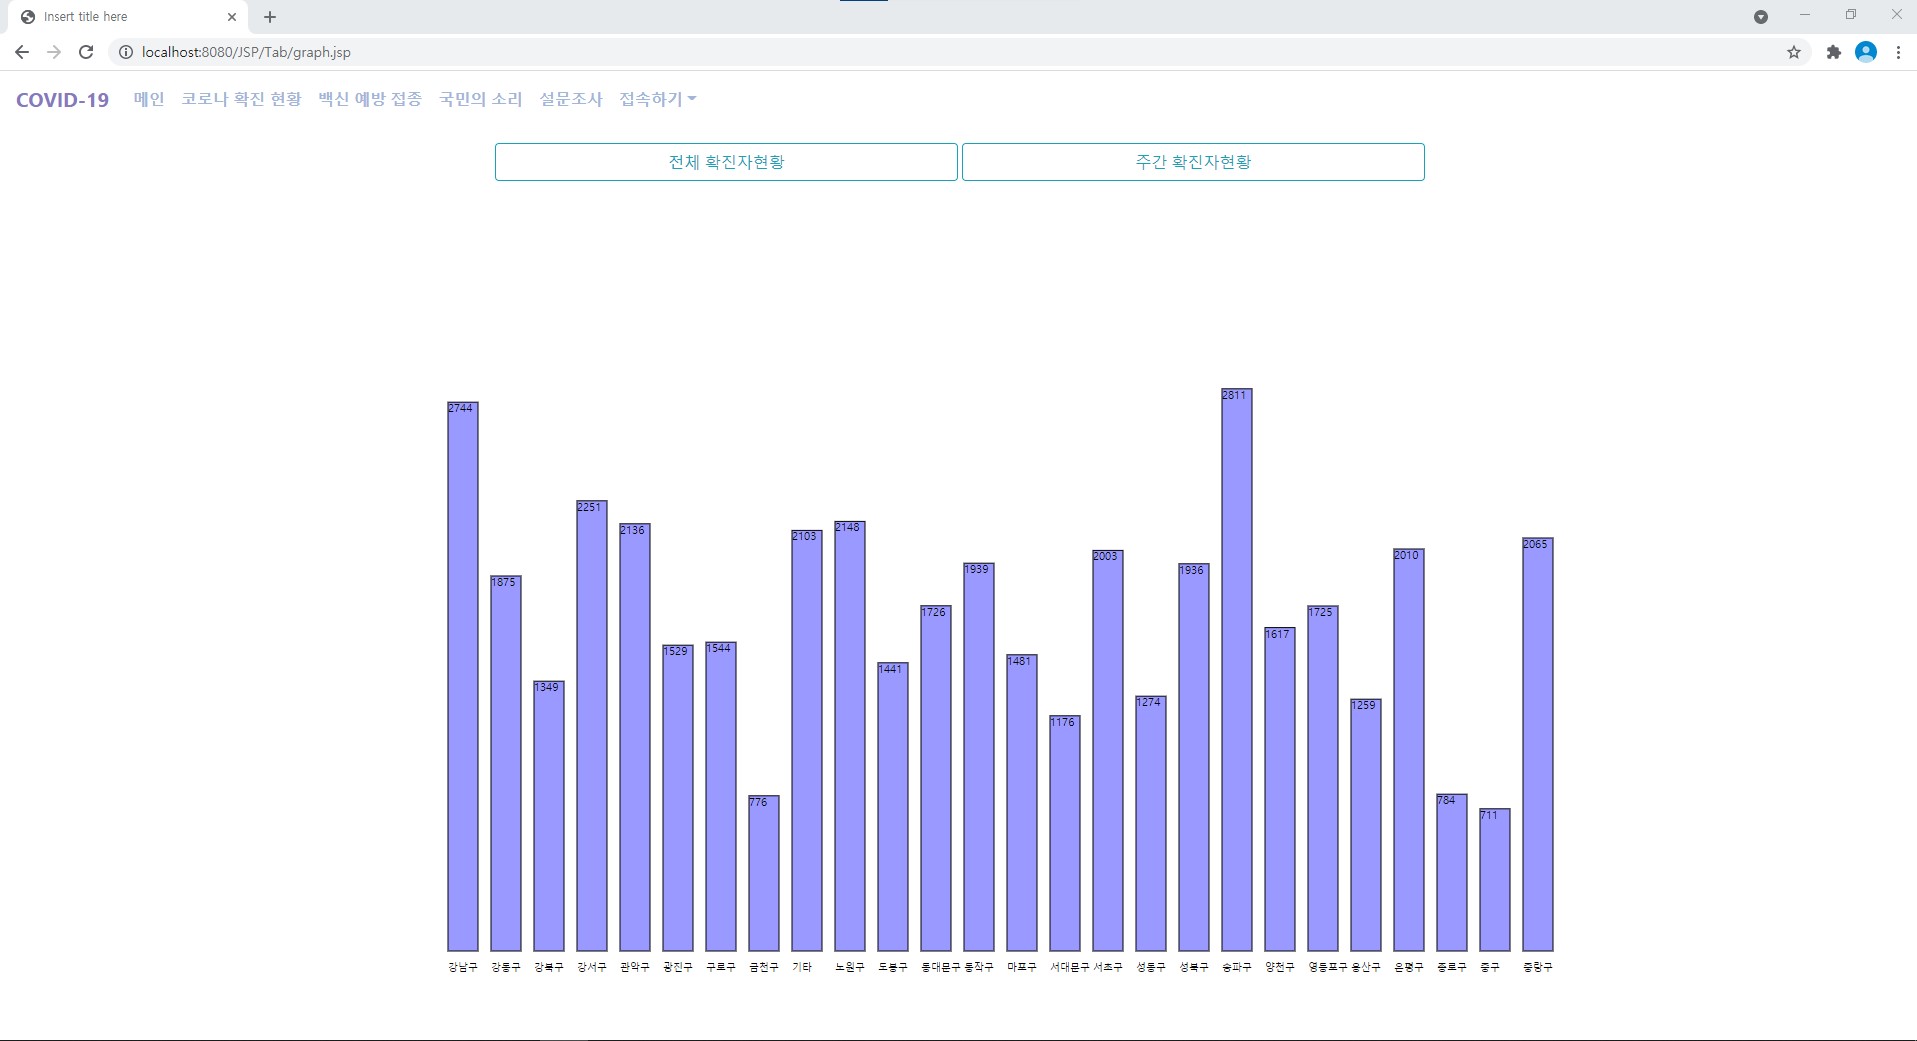 Insert title here
localhost:8080/JSP/Tab/graph.jsp
COVID-19 메인 코로나 확진 현황 백신 예방 접종 국민의 소리 설문조사 접속하기
전체 확진자현황 주간 확진자현황
2744 1875 1349 2251 2136 1529 1544 776 2103 2148 1441 1726 1939 1481 1176 2003 1274 1936 2811 1617 1725 1259 2010 784 711 2065
강남구 강동구 강북구 강서구 관악구 광진구 구로구 금천구 기타 노원구 도봉구 동대문구 동작구 마포구 서대문구 서초구 성동구 성북구 송파구 양천구 영등포구 용산구 은평구 종로구 중구 중랑구